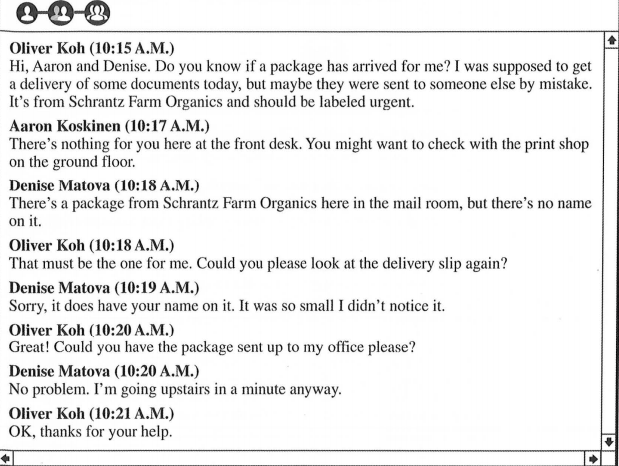 Oliver Koh (10:15 A.M.)
Hi, Aaron and Denise. Do you know if a package has arrived for me? I was supposed to get
a delivery of some documents today, but maybe they were sent to someone else by mistake.
It's from Schrantz Farm Organics and should be labeled urgent.
Aaron Koskinen (10:17 A.M.)
There's nothing for you here at the front desk. You might want to check with the print shop
on the ground floor.
Denise Matova (10:18 A.M.)
There's a package from Schrantz Farm Organics here in the mail room, but there's no name
on it.
Oliver Koh (10:18 A.M.)
That must be the one for me. Could you please look at the delivery slip again?
Denise Matova (10:19 A.M.)
Sorry, it does have your name on it. It was so small I didn't notice it.
Oliver Koh (10:20 A.M.)
Great! Could you have the package sent up to my office please?
Denise Matova (10:20 A.M.)
No problem. I'm going upstairs in a minute anyway.
Oliver Koh (10:21 A.M.)
OK, thanks for your help.